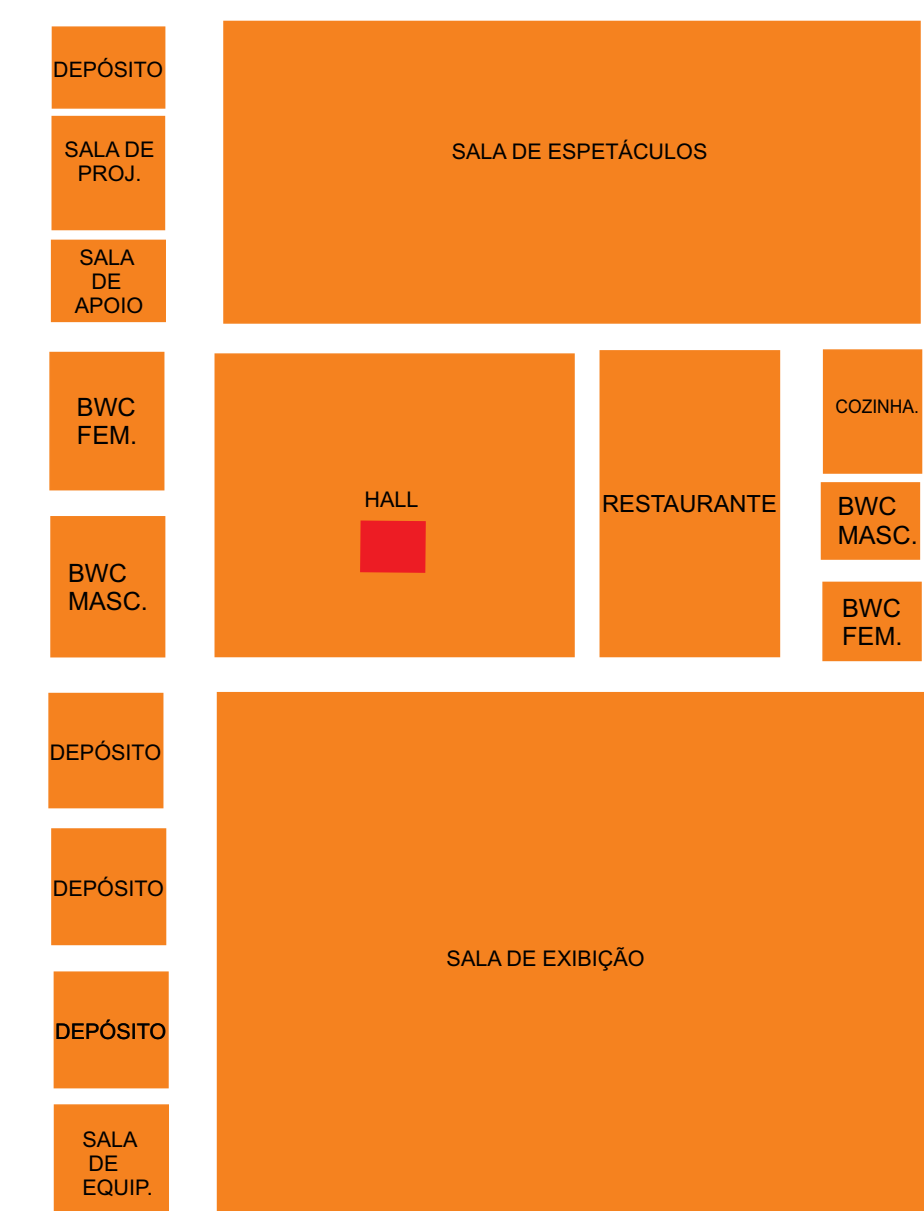 DEPÓSITO
SALA DE
PROJ.
SALA DE ESPETÁCULOS
SALA
DE
APOIO
BWC
FEM.
COZINHA.
HALL
RESTAURANTE
BWC
MASC.
BWC
MASC.
BWC
FEM.
DEPÓSITO
DEPÓSITO
SALA DE EXIBIÇÃO
DEPÓSITO
SALA
DE
EQUIP.